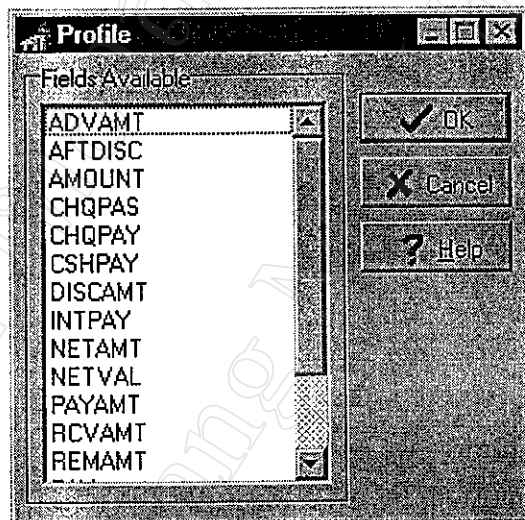 Profile
Fields Available
ADVAMT
AFTDISC
AMOUNT
CHQPAS
CHQPAY
CSHPAY
DISCAMT
INTPAY
NETAMT
NETVAL
PAYAMT
RCVAMT
REMAMT
OK
Cancel
Help